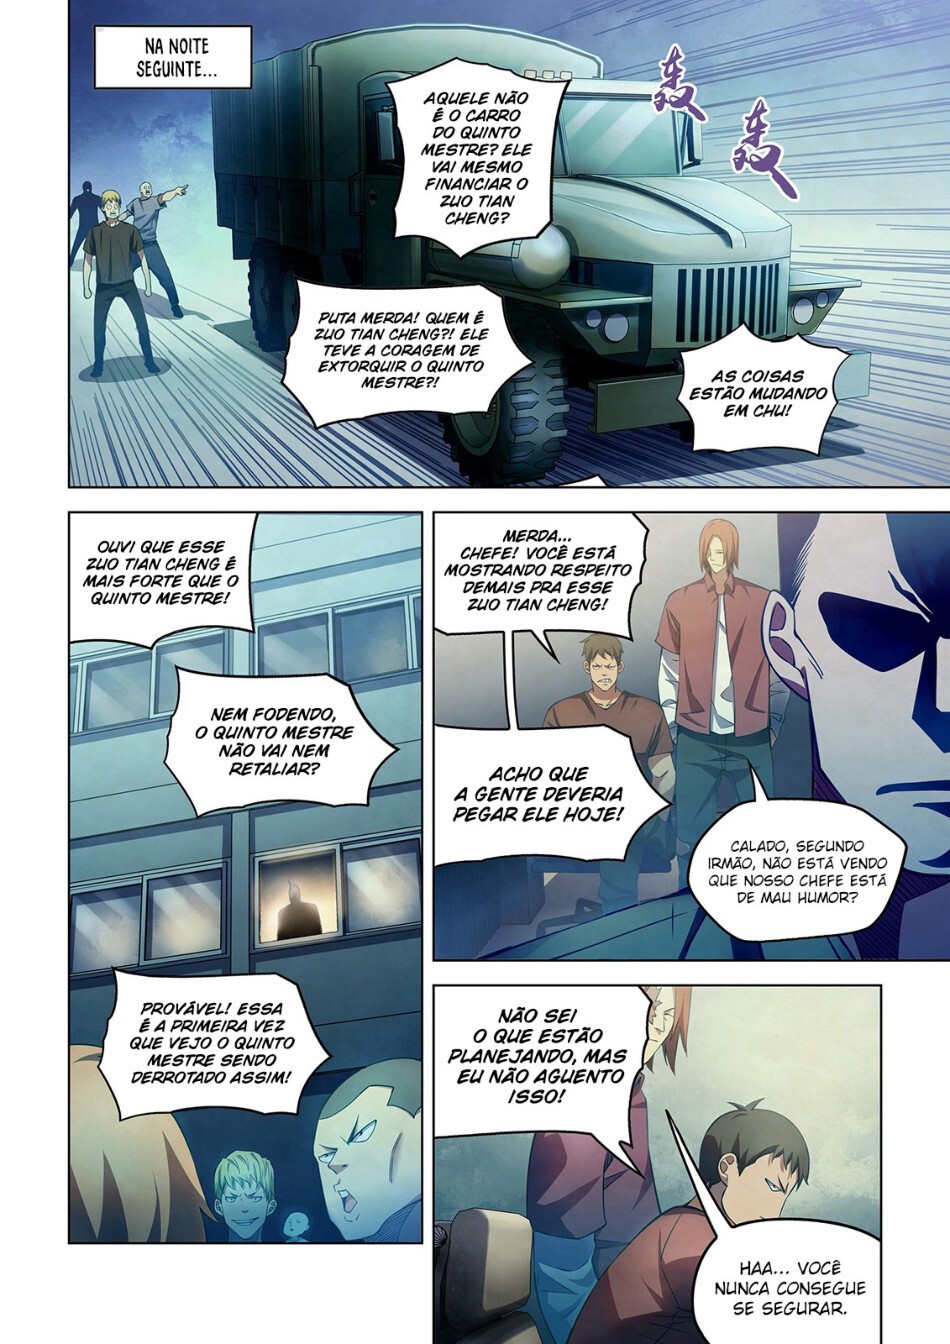 NA NOITE
SEGUINTE...
轰
轰
AQUELE NÃO
É O CARRO
DO QUINTO
MESTRE? ELE
VAI MESMO
FINANCIAR O
ZUO TIAN
CHENG?
PUTA MERDA! QUEM É
ZUO TIAN CHENG?! ELE
TEVE A CORAGEM DE
EXTORQUIR O QUINTO
MESTRE?!
AS COISAS
ESTÃO MUDANDO
EM CHU!
OUVI QUE ESSE
ZUO TIAN CHENG É
MAIS FORTE QUE O
QUINTO MESTRE!
NEM FODENDO,
O QUINTO MESTRE
NÃO VAI NEM
RETALIAR?
PROVÁVEL! ESSA
É A PRIMEIRA VEZ
QUE VEJO O QUINTO
MESTRE SENDO
DERROTADO ASSIM!
MERDA...
CHEFE! VOCÊ ESTÁ
MOSTRANDO RESPEITO
DEMAIS PRA ESSE
ZUO TIAN CHENG!
ACHO QUE
A GENTE DEVERIA
PEGAR ELE HOJE!
CALADO, SEGUNDO
IRMÃO, NÃO ESTÁ VENDO
QUE NOSSO CHEFE ESTÁ
DE MAU HUMOR?
NÃO SEI
O QUE ESTÃO
PLANEJANDO, MAS
EU NÃO AGUENTO
ISSO!
HAA... VOCÊ
NUNCA CONSEGUE
SE SEGURAR.